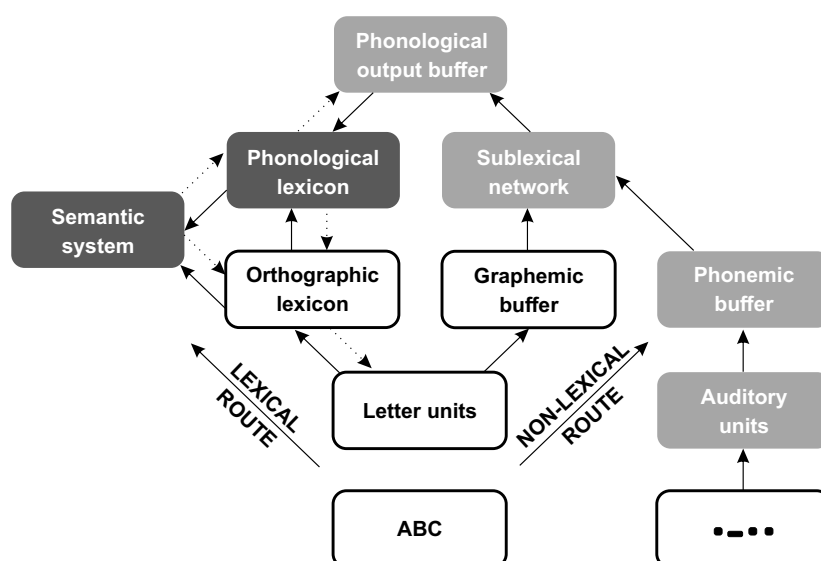 Phonological
output buffer
Phonological
lexicon
Sublexical
network
Semantic
system
Orthographic
lexicon
Graphemic
buffer
Phonemic
buffer
LEXICAL
ROUTE
Letter units
NON-LEXICAL
ROUTE
Auditory
units
ABC